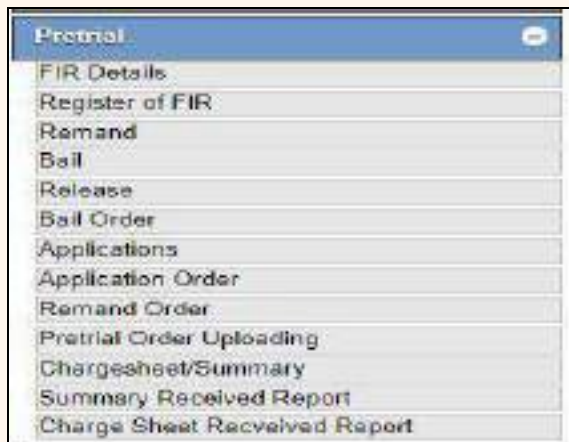 Pretrial
FIR Details
Register of FIR
Remand
Bail
Release
Bail Order
Applications
Application Order
Remand Order
Pretrial Order Uploading
Chargesheet/Summary
Summary Received Report
Charge Sheet Recveived Report